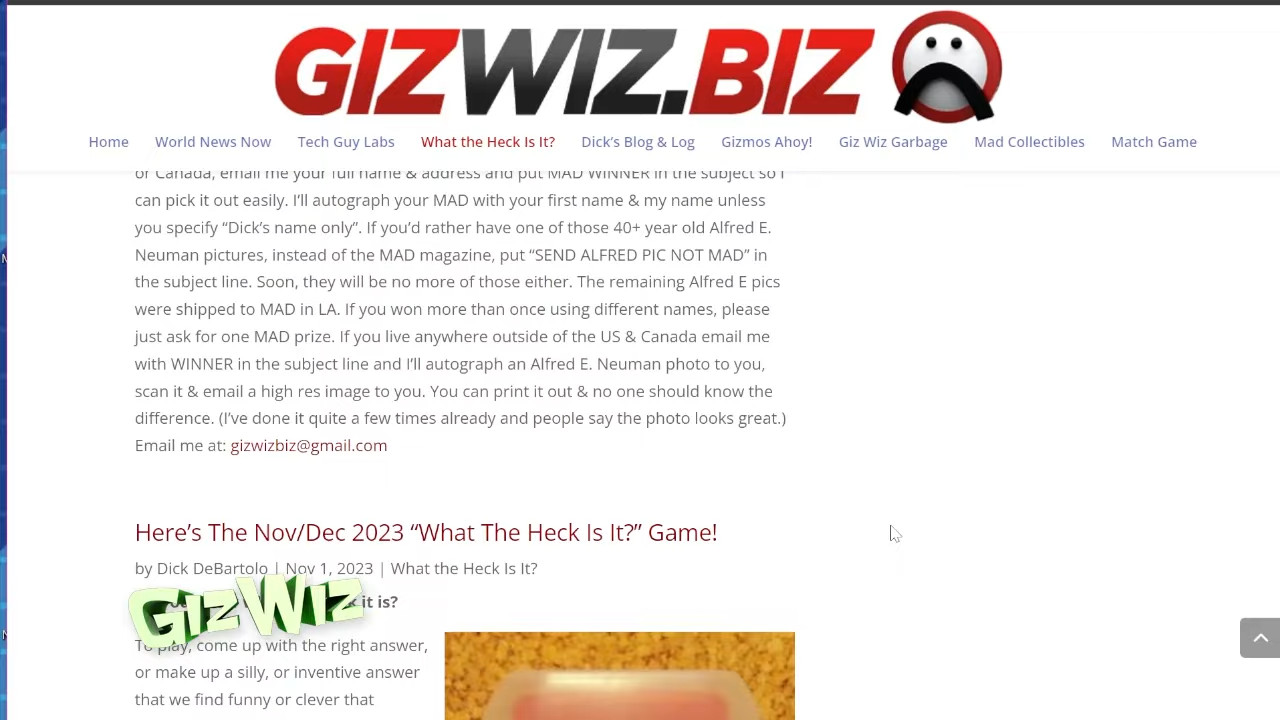 GIZWIZ.BIZ
Home World News Now Tech Guy Labs What the Heck Is It? Dick's Blog & Log Gizmos Ahoy! Giz Wiz Garbage Mad Collectibles Match Game
or Canada, email me your full name & address and put MAD WINNER in the subject so I
can pick it out easily. I'll autograph your MAD with your first name & my name unless
you specify “Dick's name only”. If you'd rather have one of those 40+ year old Alfred E.
Neuman pictures, instead of the MAD magazine, put “SEND ALFRED PIC NOT MAD” in
the subject line. Soon, they will be no more of those either. The remaining Alfred E pics
were shipped to MAD in LA. If you won more than once using different names, please
just ask for one MAD prize. If you live anywhere outside of the US & Canada email me
with WINNER in the subject line and I'll autograph an Alfred E. Neuman photo to you,
scan it & email a high res image to you. You can print it out & no one should know the
difference. (I've done it quite a few times already and people say the photo looks great.)
Email me at: gizwizbiz@gmail.com
Here's The Nov/Dec 2023 “What The Heck Is It?” Game!
by Dick DeBartolo | Nov 1, 2023 | What the Heck Is It?
GizWiz
it is?
To play, come up with the right answer,
or make up a silly, or inventive answer
that we find funny or clever that